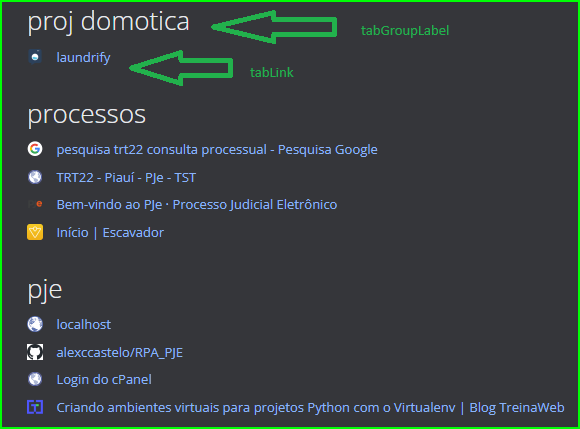 proj domotica
tabGroupLabel
laundrify
tabLink
processos
pesquisa trt22 consulta processual - Pesquisa Google
TRT22 - Piauí - PJe - TST
Bem-vindo ao PJe · Processo Judicial Eletrônico
Início | Escavador
pje
localhost
alexccastelo/RPA_PJE
Login do cPanel
Criando ambientes virtuais para projetos Python com o Virtualenv | Blog TreinaWeb